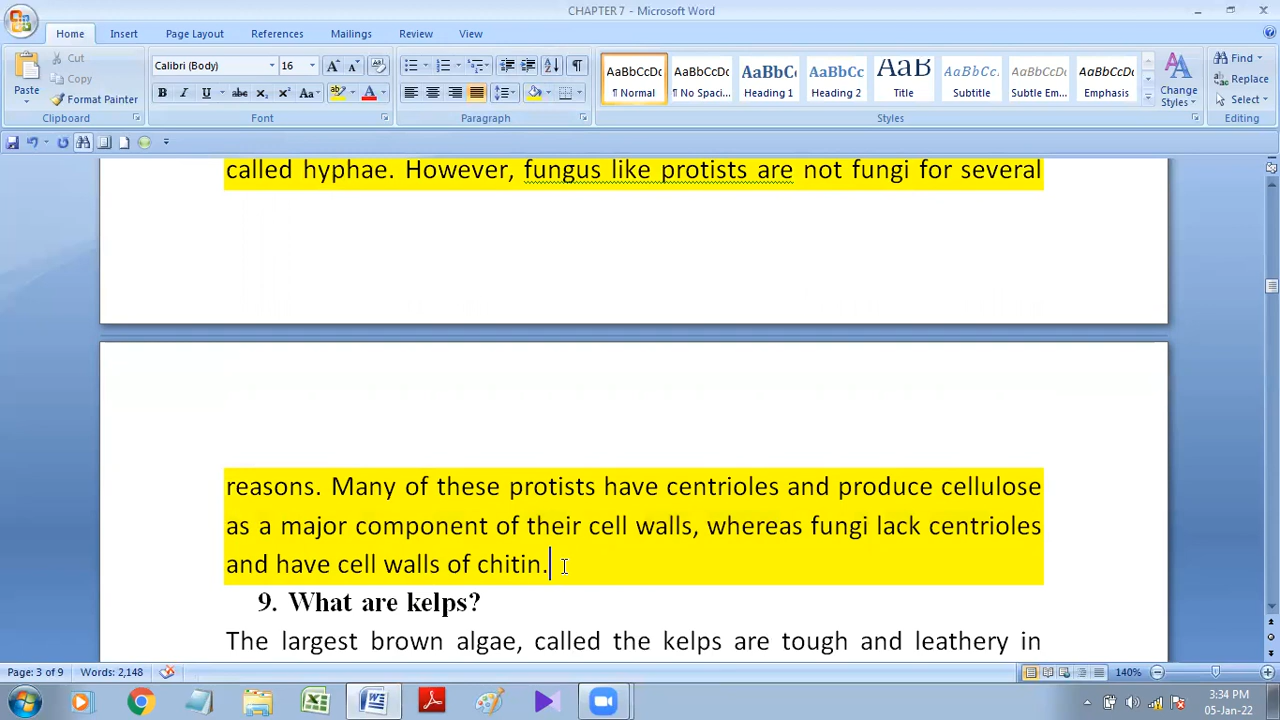 CHAPTER 7 - Microsoft Word
Home Insert Page Layout References Mailings Review View
Paste
Cut
Copy
Format Painter
Clipboard
Calibri (Body) 16
B I U abc x₂ x² Aa
Font
Paragraph
AaBbCcDc AaBbCcDc AaBbC AaBbCc AaB AaBbCc. AaBbCcDc AaBbCcDc
¶ Normal ¶ No Spaci... Heading 1 Heading 2 Title Subtitle Subtle Em... Emphasis
Change Styles
Styles
Find
Replace
Select
Editing
called hyphae. However, fungus like protists are not fungi for several
reasons. Many of these protists have centrioles and produce cellulose
as a major component of their cell walls, whereas fungi lack centrioles
and have cell walls of chitin.
9. What are kelps?
The largest brown algae, called the kelps are tough and leathery in
Page: 3 of 9 Words: 2,148 140%
3:34 PM
05-Jan-22